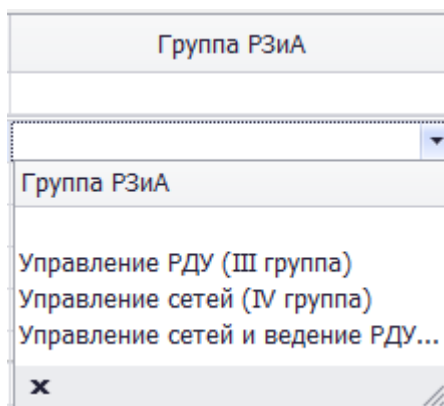 Группа РЗиА
Группа РЗиА
Управление РДУ (III группа)
Управление сетей (IV группа)
Управление сетей и ведение РДУ...